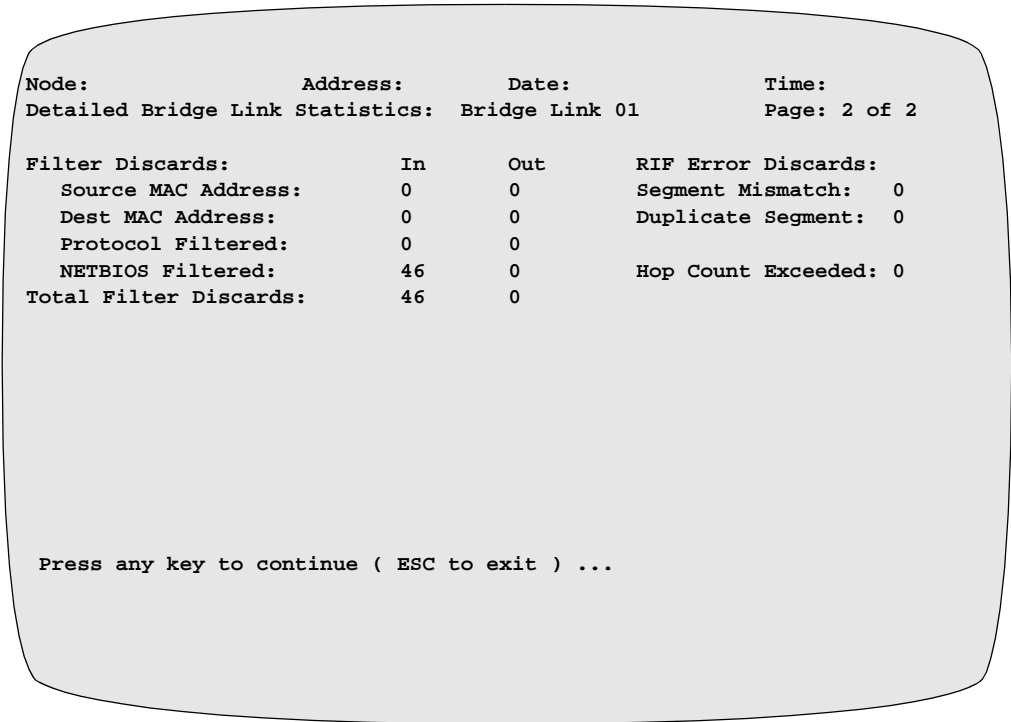 Node: Address: Date: Time:
Detailed Bridge Link Statistics: Bridge Link 01 Page: 2 of 2
Filter Discards: In Out RIF Error Discards:
Source MAC Address: 0 0 Segment Mismatch: 0
Dest MAC Address: 0 0 Duplicate Segment: 0
Protocol Filtered: 0 0
NETBIOS Filtered: 46 0 Hop Count Exceeded: 0
Total Filter Discards: 46 0
Press any key to continue ( ESC to exit ) ...